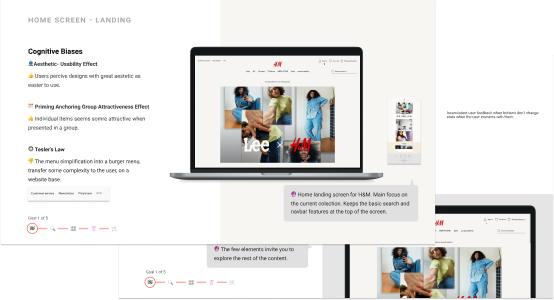 HOME SCREEN - LANDING
Cognitive Biases
Aesthetic- Usability Effect
Users percive designs with great aestetic as
easier to use.
Priming Anchoring Group Attractiveness Effect
Individual items seems some attractive when
presented in a group.
Tesler's Law
The menu simplification into a burger menu,
transfer some complexity to the user, on a
website base.
Customer service Newsletters Find a store
Goal 1 of 5
H&M
Lee × H&M
Home landing screen for H&M. Main focus on
the current colection. Keeps the basic search and
navbar features at the top of the screen.
Inconsistent user feedback when buttons don't change
state when the user interacts with them.
The few elements invite you to
explore the rest of the content.
Goal 1 of 5
H&M